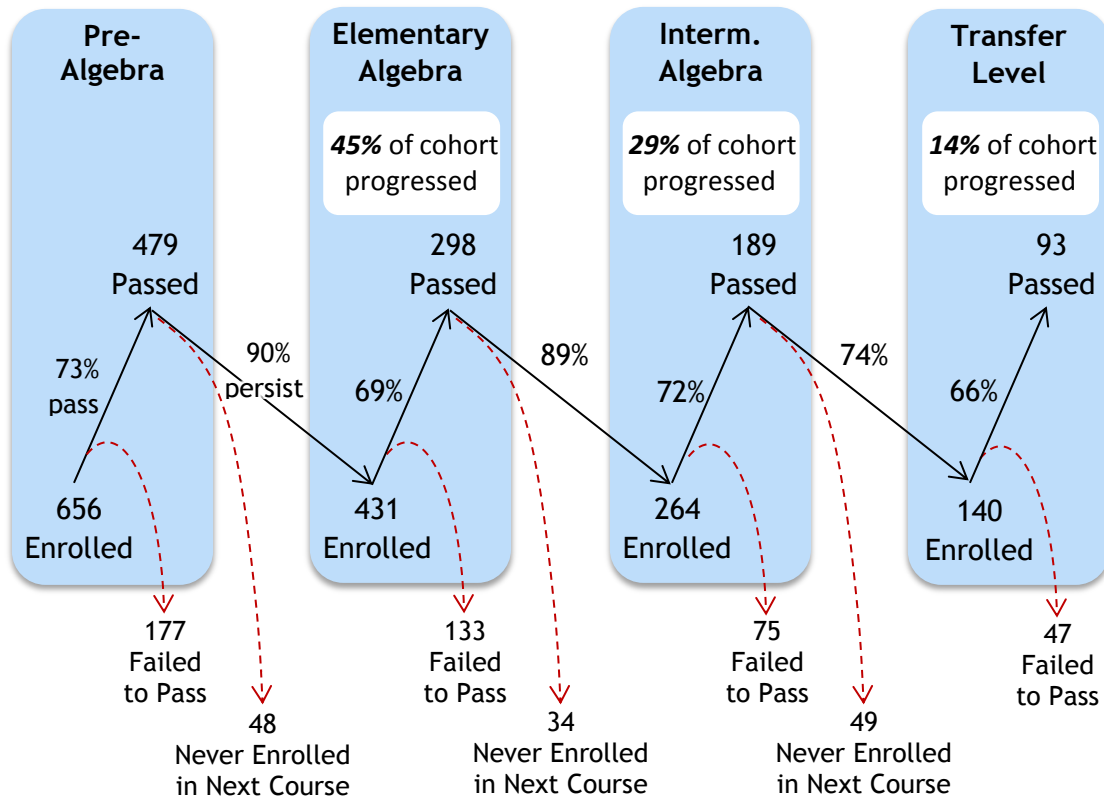 Pre-
Algebra
479
Passed
73%
pass
656
Enrolled
177
Failed
to Pass
90%
persist
48
Never Enrolled
in Next Course
Elementary
Algebra
45% of cohort
progressed
298
Passed
69%
431
Enrolled
133
Failed
to Pass
89%
34
Never Enrolled
in Next Course
Interm.
Algebra
29% of cohort
progressed
189
Passed
72%
264
Enrolled
75
Failed
to Pass
74%
49
Never Enrolled
in Next Course
Transfer
Level
14% of cohort
progressed
93
Passed
66%
140
Enrolled
47
Failed
to Pass